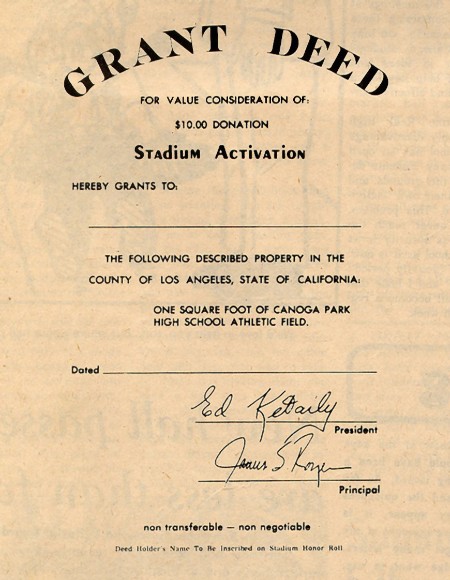 GRANT DEED
FOR VALUE CONSIDERATION OF:
$10.00 DONATION
Stadium Activation
HEREBY GRANTS TO:
THE FOLLOWING DESCRIBED PROPERTY IN THE
COUNTY OF LOS ANGELES, STATE OF CALIFORNIA:
ONE SQUARE FOOT OF CANOGA PARK
HIGH SCHOOL ATHLETIC FIELD.
Dated
Ed
President
Principal
non transferable — non negotiable
Deed Holder's Name To Be Inscribed on Stadium Honor Roll